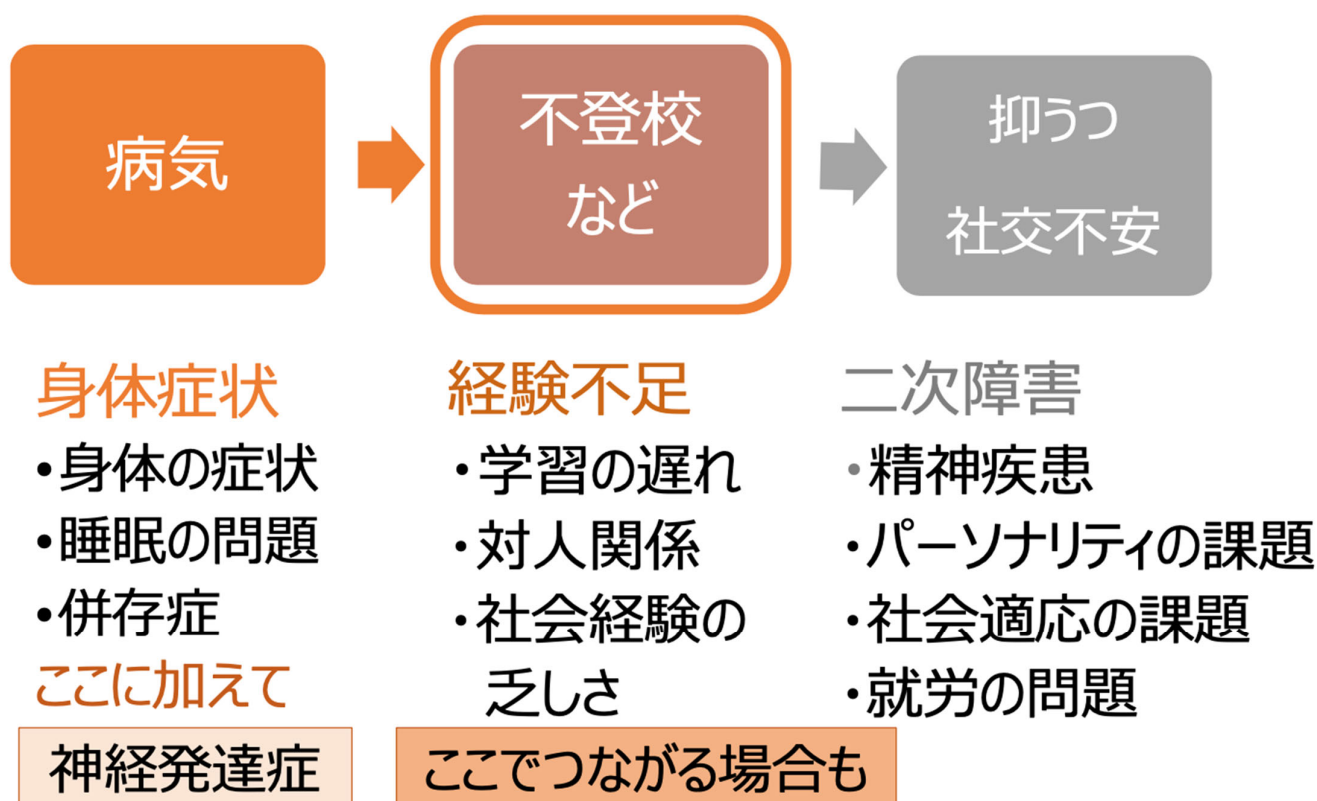 病気
不登校
など
抑うつ
社交不安
身体症状
•身体の症状
•睡眠の問題
•併存症
ここに加えて
神経発達症
経験不足
・学習の遅れ
・対人関係
・社会経験の
乏しさ
ここでつながる場合も
二次障害
・精神疾患
・パーソナリティの課題
・社会適応の課題
・就労の問題